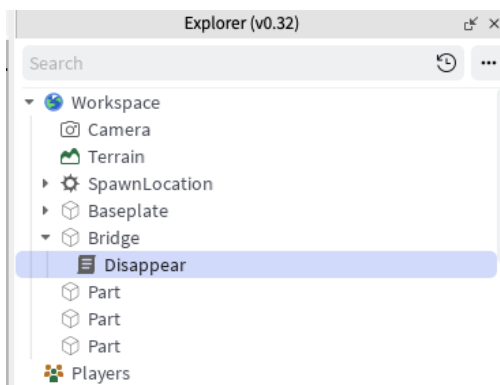 Explorer (v0.32)
Search
Workspace
Camera
Terrain
SpawnLocation
Baseplate
Bridge
Disappear
Part
Part
Part
Players